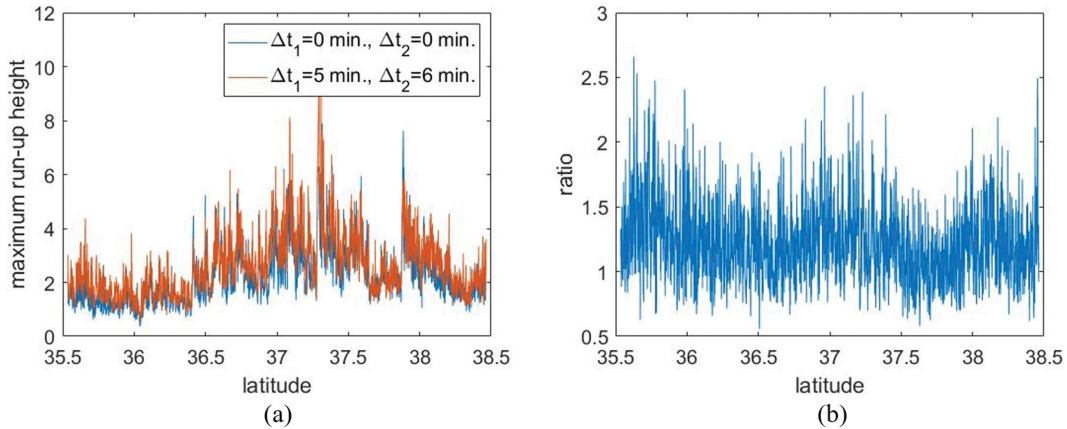 12
10
8
6
4
2
0
maximum run-up height
Δt1=0 min., Δt2=0 min.
Δt1=5 min., Δt2=6 min.
35.5 36 36.5 37 37.5 38 38.5
latitude
(a)
3
2.5
2
1.5
1
0.5
ratio
35.5 36 36.5 37 37.5 38 38.5
latitude
(b)